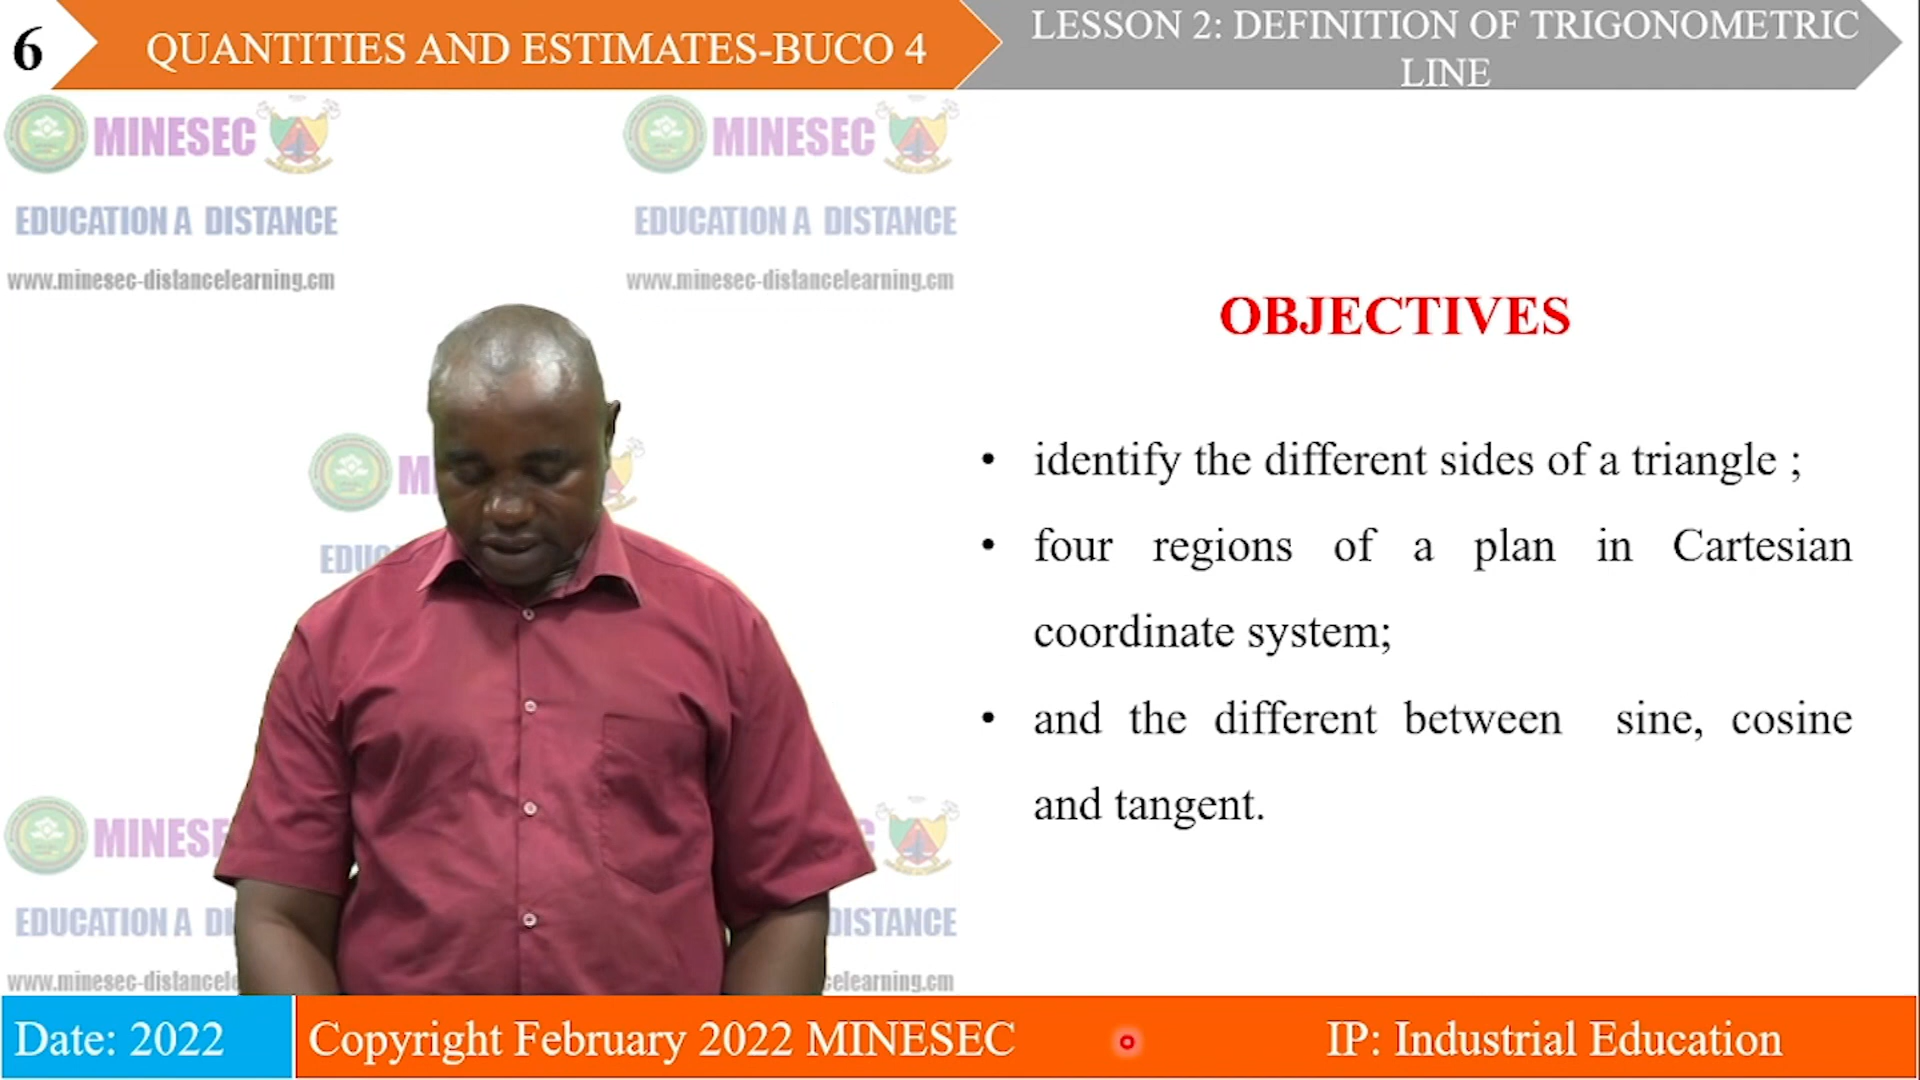 6
QUANTITIES AND ESTIMATES-BUCO 4
LESSON 2: DEFINITION OF TRIGONOMETRIC
LINE
MINESEC
EDUCATION A DISTANCE
www.minesec-distancelearning.cm
MINESEC
EDUCATION A DISTANCE
www.minesec-distancelearning.cm
OBJECTIVES
• identify the different sides of a triangle ;
• four regions of a plan in Cartesian
coordinate system;
• and the different between sine, cosine
and tangent.
Date: 2022
Copyright February 2022 MINESEC
IP: Industrial Education